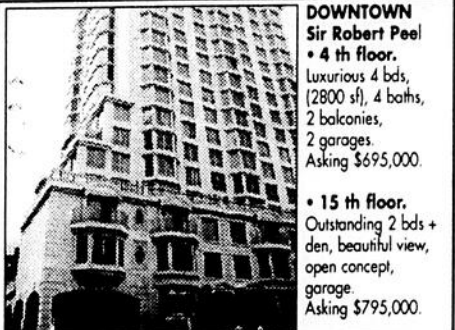 DOWNTOWN
Sir Robert Peel
• 4 th floor.
Luxurious 4 bds,
(2800 sf), 4 baths,
2 balconies,
2 garages.
Asking $695,000.
• 15 th floor.
Outstanding 2 bds +
den, beautiful view,
open concept,
garage.
Asking $795,000.